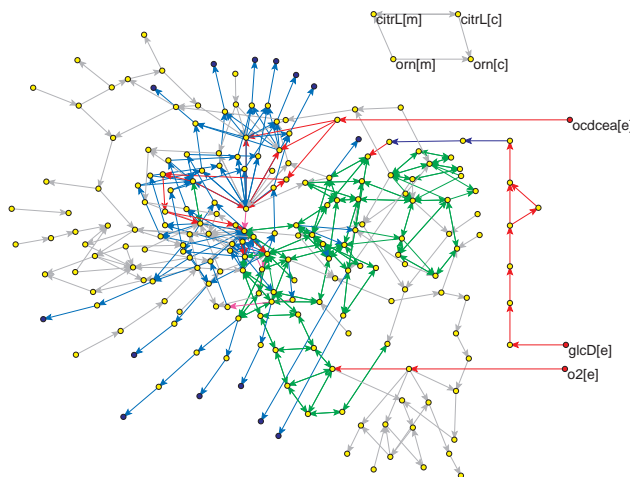 citrL[m] citrL[c]
orn[m] orn[c]
ocdcea[e]
glcD[e]
o2[e]